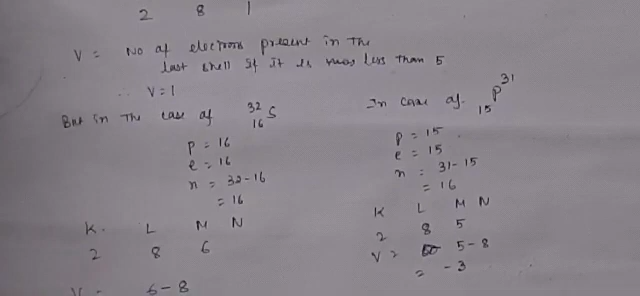 2 8 1
V = No of electrons present in the
last shell if it is less than 5
∴ V = 1
But in the case of ³²₁₆S
p = 16
e = 16
n = 32-16
= 16
K. L M N
2 8 6
V = 6-8
In case of ₁₅P³¹
p = 15
e = 15
n = 31-15
= 16
K L M N
2 8 5
V = 5-8
= -3